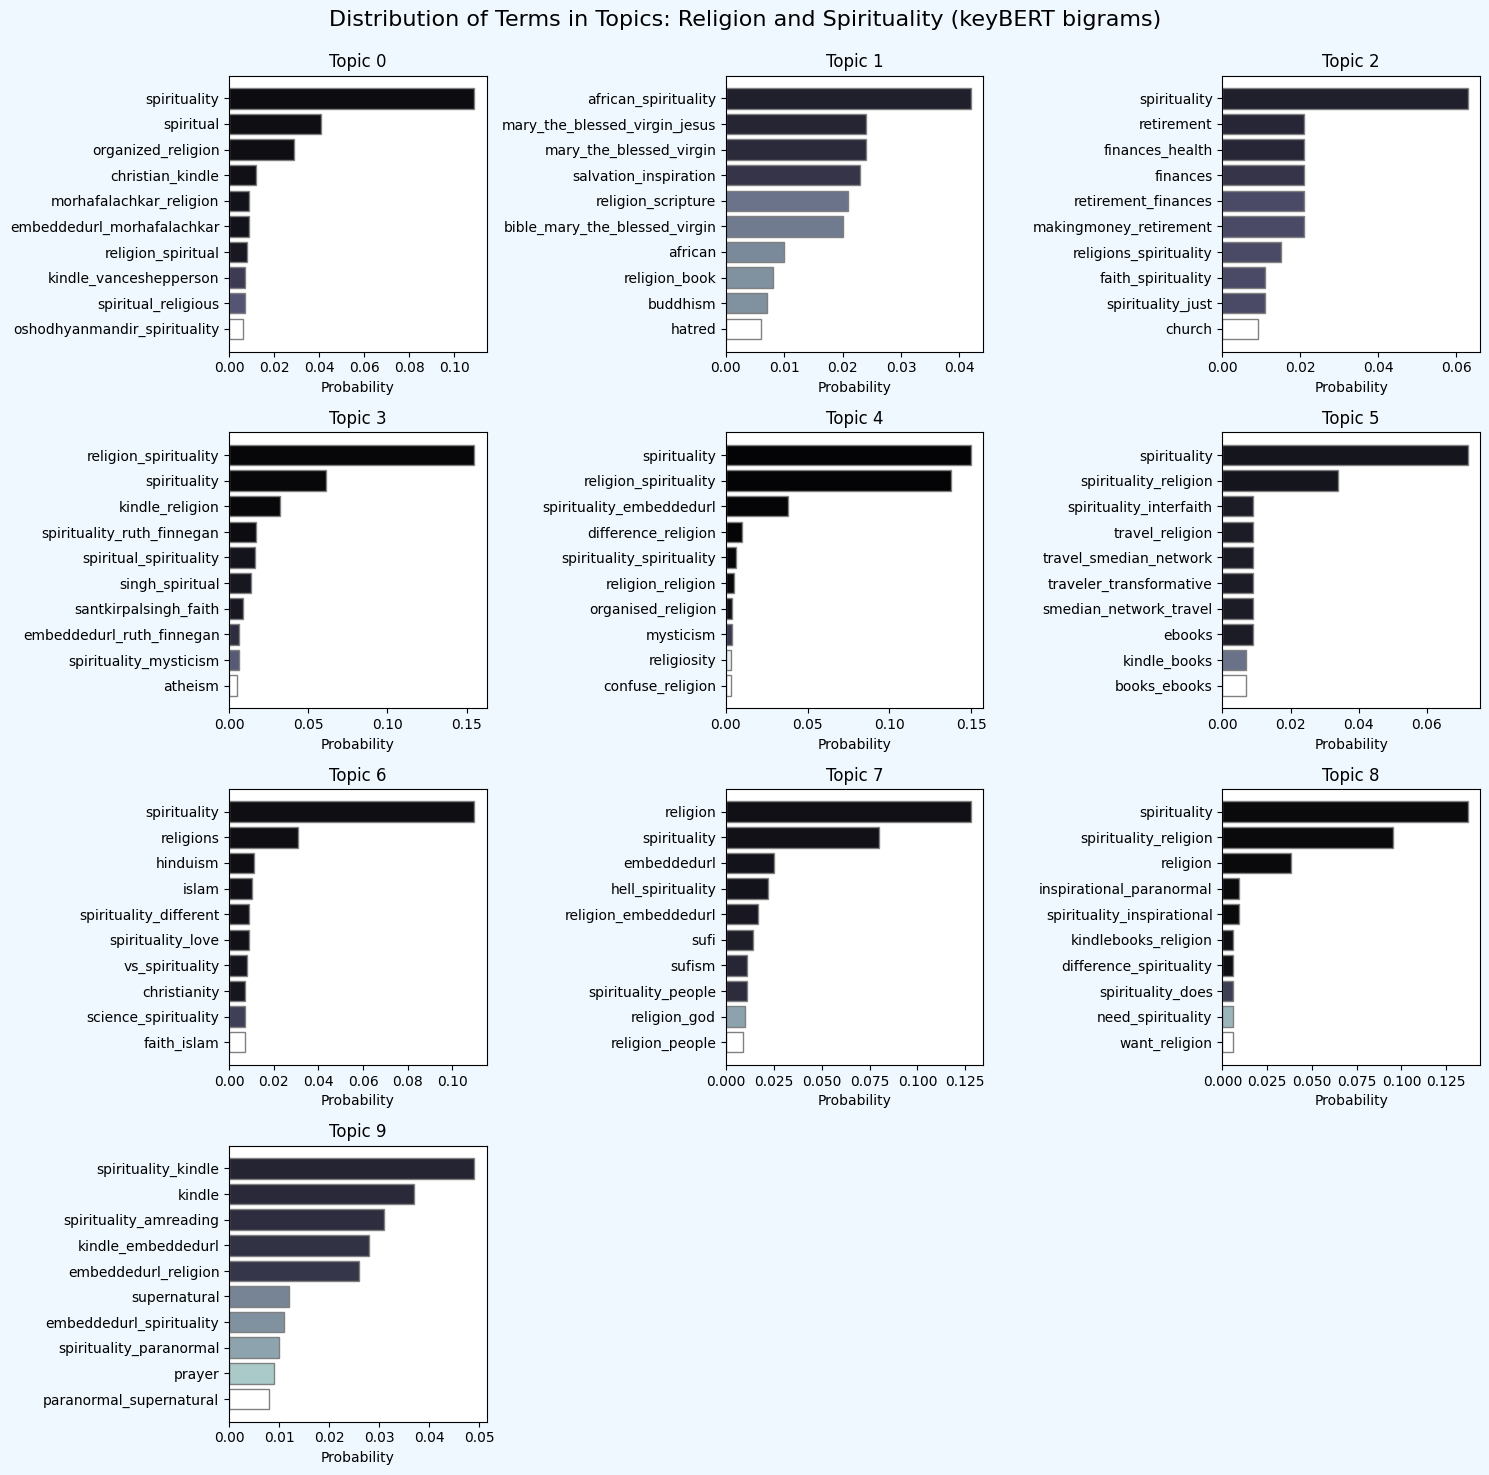 Distribution of Terms in Topics: Religion and Spirituality (keyBERT bigrams)
Topic 0
spirituality
spiritual
organized_religion
christian_kindle
morhafalachkar_religion
embeddedurl_morhafalachkar
religion_spiritual
kindle_vanceshepperson
spiritual_religious
oshodhyanmandir_spirituality
0.00 0.02 0.04 0.06 0.08 0.10
Probability
Topic 1
african_spirituality
mary_the_blessed_virgin_jesus
mary_the_blessed_virgin
salvation_inspiration
religion_scripture
bible_mary_the_blessed_virgin
african
religion_book
buddhism
hatred
0.00 0.01 0.02 0.03 0.04
Probability
Topic 2
spirituality
retirement
finances_health
finances
retirement_finances
makingmoney_retirement
religions_spirituality
faith_spirituality
spirituality_just
church
0.00 0.02 0.04 0.06
Probability
Topic 3
religion_spirituality
spirituality
kindle_religion
spirituality_ruth_finnegan
spiritual_spirituality
singh_spiritual
santkirpalsingh_faith
embeddedurl_ruth_finnegan
spirituality_mysticism
atheism
0.00 0.05 0.10 0.15
Probability
Topic 4
spirituality
religion_spirituality
spirituality_embeddedurl
difference_religion
spirituality_spirituality
religion_religion
organised_religion
mysticism
religiosity
confuse_religion
0.00 0.05 0.10 0.15
Probability
Topic 5
spirituality
spirituality_religion
spirituality_interfaith
travel_religion
travel_smedian_network
traveler_transformative
smedian_network_travel
ebooks
kindle_books
books_ebooks
0.00 0.02 0.04 0.06
Probability
Topic 6
spirituality
religions
hinduism
islam
spirituality_different
spirituality_love
vs_spirituality
christianity
science_spirituality
faith_islam
0.00 0.02 0.04 0.06 0.08 0.10
Probability
Topic 7
religion
spirituality
embeddedurl
hell_spirituality
religion_embeddedurl
sufi
sufism
spirituality_people
religion_god
religion_people
0.000 0.025 0.050 0.075 0.100 0.125
Probability
Topic 8
spirituality
spirituality_religion
religion
inspirational_paranormal
spirituality_inspirational
kindlebooks_religion
difference_spirituality
spirituality_does
need_spirituality
want_religion
0.000 0.025 0.050 0.075 0.100 0.125
Probability
Topic 9
spirituality_kindle
kindle
spirituality_amreading
kindle_embeddedurl
embeddedurl_religion
supernatural
embeddedurl_spirituality
spirituality_paranormal
prayer
paranormal_supernatural
0.00 0.01 0.02 0.03 0.04 0.05
Probability